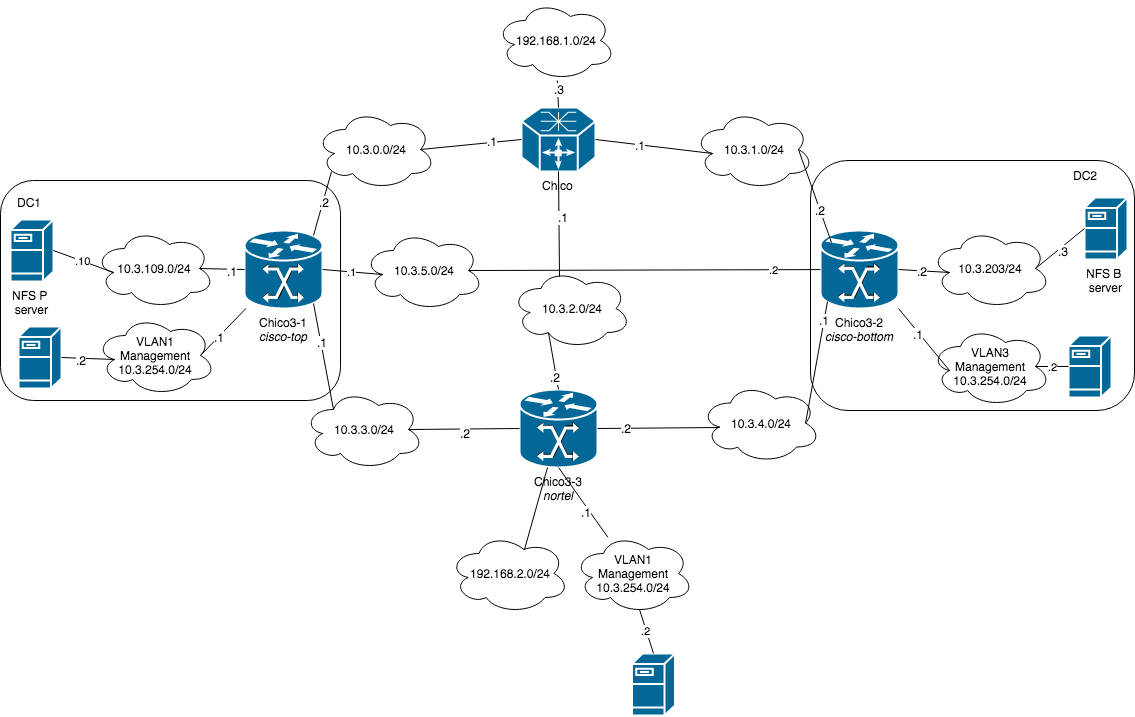 192.168.1.0/24
.3
Chico
10.3.0.0/24
.1
.1
10.3.1.0/24
.2
.1
.2
DC1
NFS P
server
.10
10.3.109.0/24
.1
Chico3-1
cisco-top
.1
10.3.5.0/24
.2
10.3.2.0/24
.2
VLAN1
Management
10.3.254.0/24
.1
.2
.1
DC2
NFS B
server
.3
10.3.203/24
.2
Chico3-2
cisco-bottom
.1
.1
VLAN3
Management
10.3.254.0/24
.2
10.3.3.0/24
.2
.2
10.3.4.0/24
Chico3-3
nortel
.1
192.168.2.0/24
VLAN1
Management
10.3.254.0/24
.2